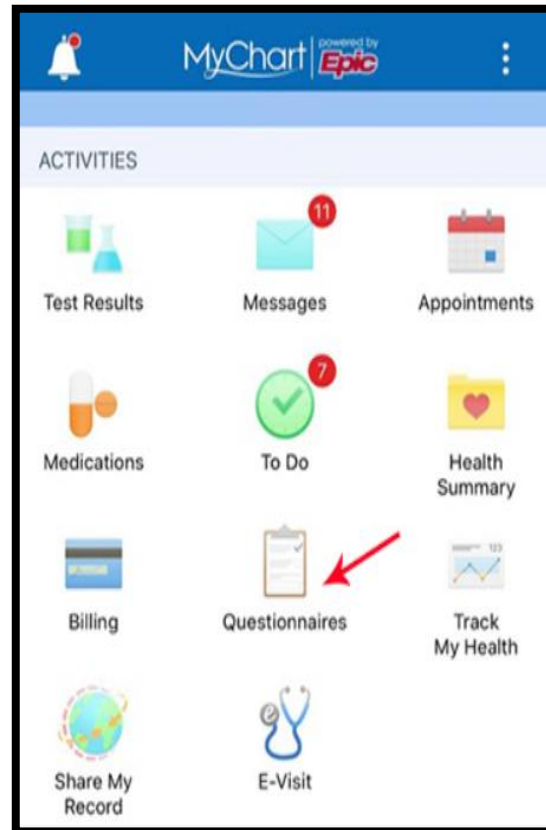 MyChart powered by Epic
ACTIVITIES
11
Test Results Messages Appointments
7
Medications To Do Health
Summary
123
Billing Questionnaires Track
My Health
e
Share My E-Visit
Record